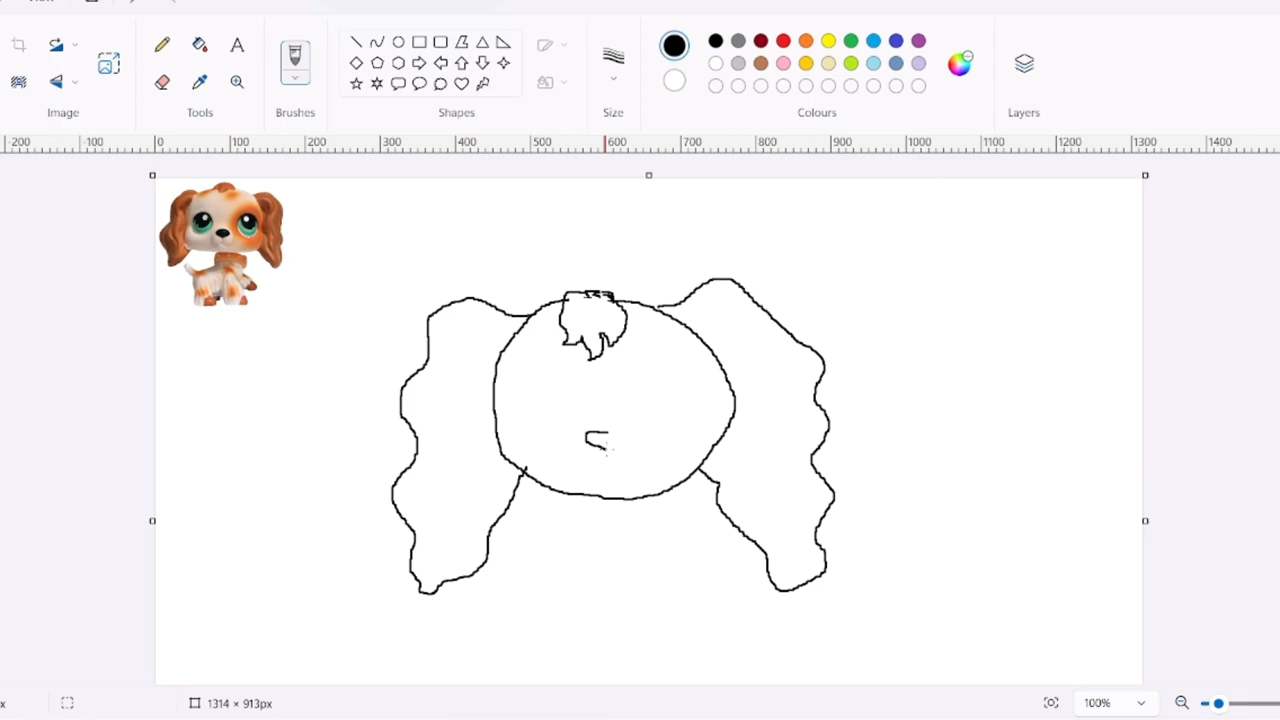 Image
Tools
Brushes
Shapes
Size
Colours
Layers
-200 -100 0 100 200 300 400 500 600 700 800 900 1000 1100 1200 1300 1400
1314 × 913px
100%